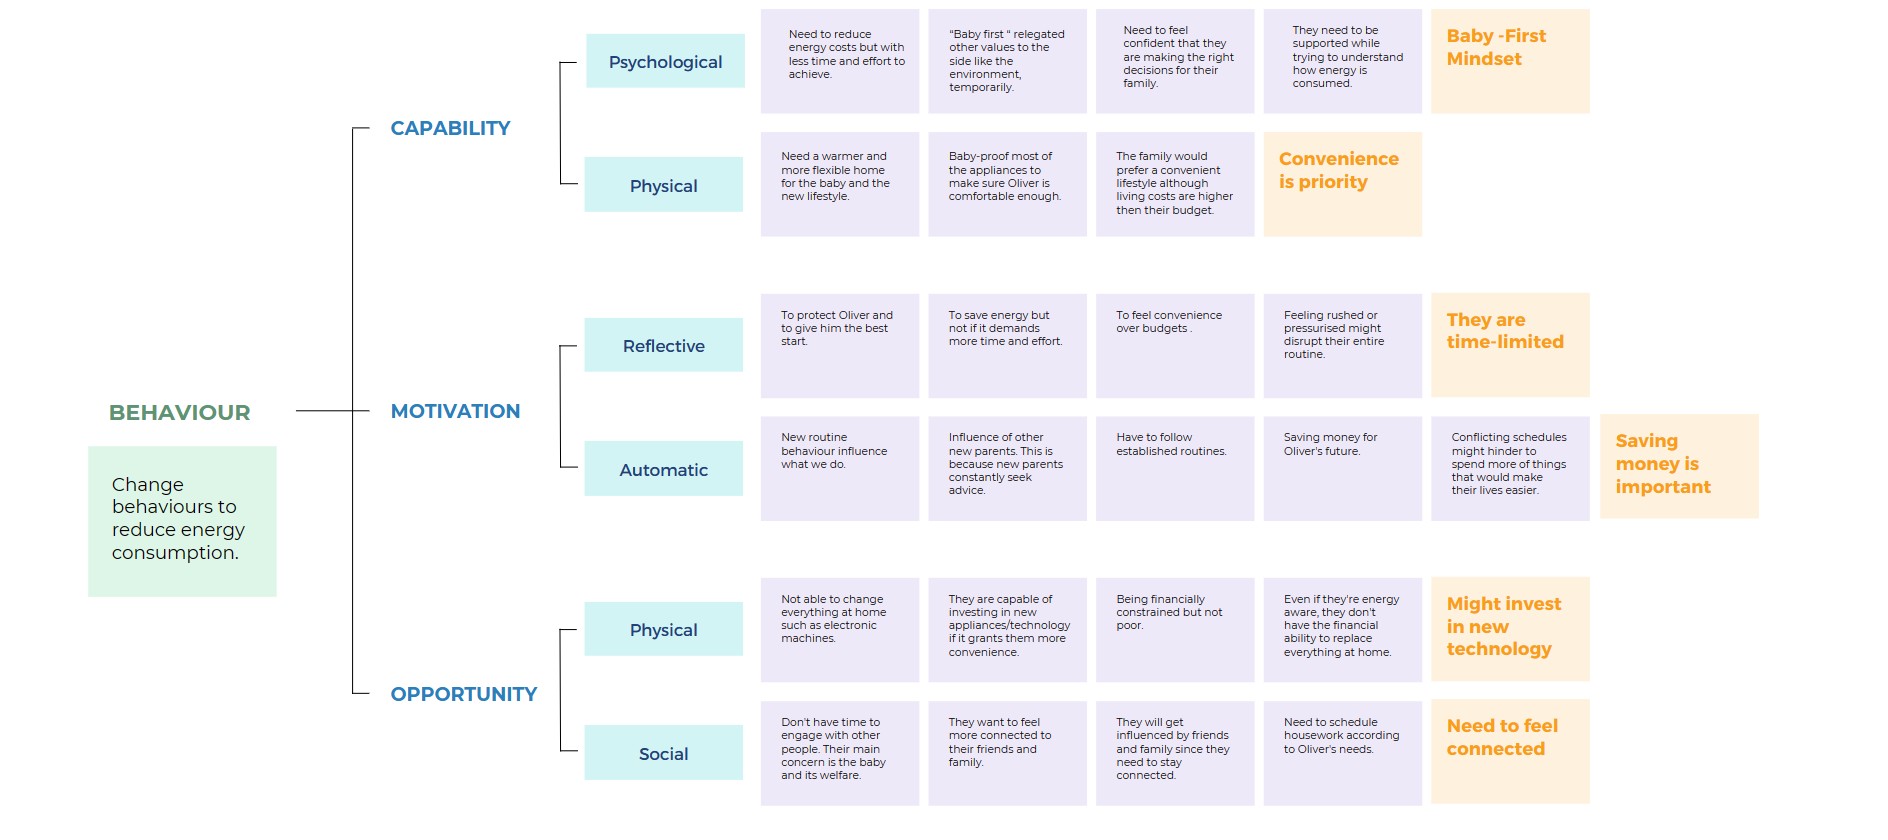 BEHAVIOUR
Change
behaviours to
reduce energy
consumption.
CAPABILITY
Psychological
Need to reduce
energy costs but with
less time and effort to
achieve.
"Baby first " relegated
other values to the
side like the
environment,
temporarily.
Need to feel
confident that they
are making the right
decisions for their
family.
They need to be
supported while
trying to understand
how energy is
consumed.
Baby -First
Mindset
Physical
Need a warmer and
more flexible home
for the baby and the
new lifestyle.
Baby-proof most of
the appliances to
make sure Oliver is
comfortable enough.
The family would
prefer a convenient
lifestyle although
living costs are higher
then their budget.
Convenience
is priority
MOTIVATION
Reflective
To protect Oliver and
to give him the best
start.
To save energy but
not if it demands
more time and effort.
To feel convenience
over budgets .
Feeling rushed or
pressurised might
disrupt their entire
routine.
They are
time-limited
Automatic
New routine
behaviour influence
what we do.
Influence of other
new parents. This is
because new parents
constantly seek
advice.
Have to follow
established routines.
Saving money for
Oliver's future.
Conflicting schedules
might hinder to
spend more of things
that would make
their lives easier.
Saving
money is
important
OPPORTUNITY
Physical
Not able to change
everything at home
such as electronic
machines.
They are capable of
investing in new
appliances/technology
if it grants them more
convenience.
Being financially
constrained but not
poor.
Even if they're energy
aware, they don't
have the financial
ability to replace
everything at home.
Might invest
in new
technology
Social
Don't have time to
engage with other
people. Their main
concern is the baby
and its welfare.
They want to feel
more connected to
their friends and
family.
They will get
influenced by friends
and family since they
need to stay
connected.
Need to schedule
housework according
to Oliver's needs.
Need to feel
connected